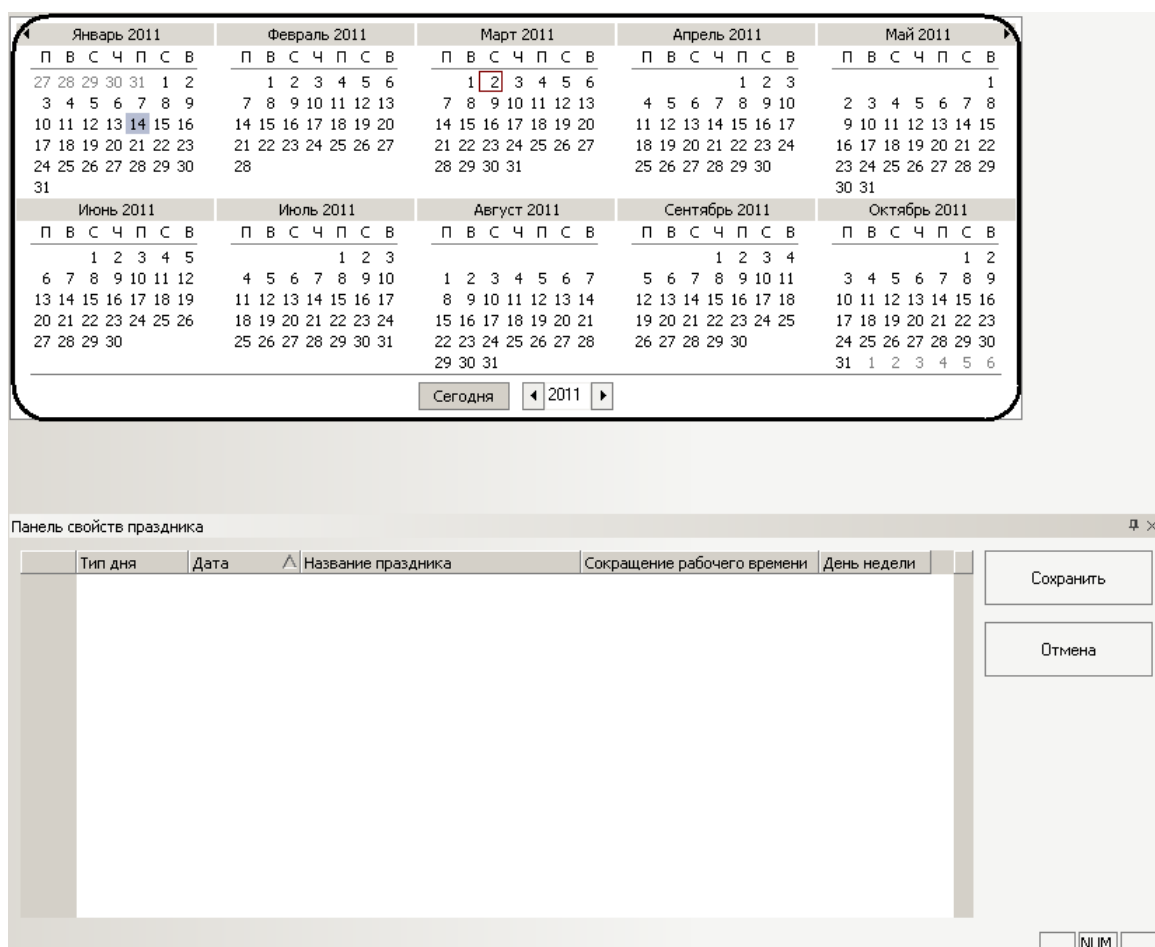 Январь 2011 Февраль 2011 Март 2011 Апрель 2011 Май 2011
П В С Ч П С В П В С Ч П С В П В С Ч П С В П В С Ч П С В П В С Ч П С В
27 28 29 30 31 1 2 1 2 3 4 5 6 1 2 3 4 5 6 1 2 3 1
3 4 5 6 7 8 9 7 8 9 10 11 12 13 7 8 9 10 11 12 13 4 5 6 7 8 9 10 2 3 4 5 6 7 8
10 11 12 13 14 15 16 14 15 16 17 18 19 20 14 15 16 17 18 19 20 11 12 13 14 15 16 17 9 10 11 12 13 14 15
17 18 19 20 21 22 23 21 22 23 24 25 26 27 21 22 23 24 25 26 27 18 19 20 21 22 23 24 16 17 18 19 20 21 22
24 25 26 27 28 29 30 28 28 29 30 31 25 26 27 28 29 30 23 24 25 26 27 28 29
31 30 31
Июнь 2011 Июль 2011 Август 2011 Сентябрь 2011 Октябрь 2011
П В С Ч П С В П В С Ч П С В П В С Ч П С В П В С Ч П С В П В С Ч П С В
1 2 3 4 5 1 2 3 1 2 3 4 1 2
6 7 8 9 10 11 12 4 5 6 7 8 9 10 1 2 3 4 5 6 7 5 6 7 8 9 10 11 3 4 5 6 7 8 9
13 14 15 16 17 18 19 11 12 13 14 15 16 17 8 9 10 11 12 13 14 12 13 14 15 16 17 18 10 11 12 13 14 15 16
20 21 22 23 24 25 26 18 19 20 21 22 23 24 15 16 17 18 19 20 21 19 20 21 22 23 24 25 17 18 19 20 21 22 23
27 28 29 30 25 26 27 28 29 30 31 22 23 24 25 26 27 28 26 27 28 29 30 24 25 26 27 28 29 30
29 30 31 31 1 2 3 4 5 6
Сегодня 2011
Панель свойств праздника
Тип дня Дата Название праздника Сокращение рабочего времени День недели
Сохранить
Отмена
NUM